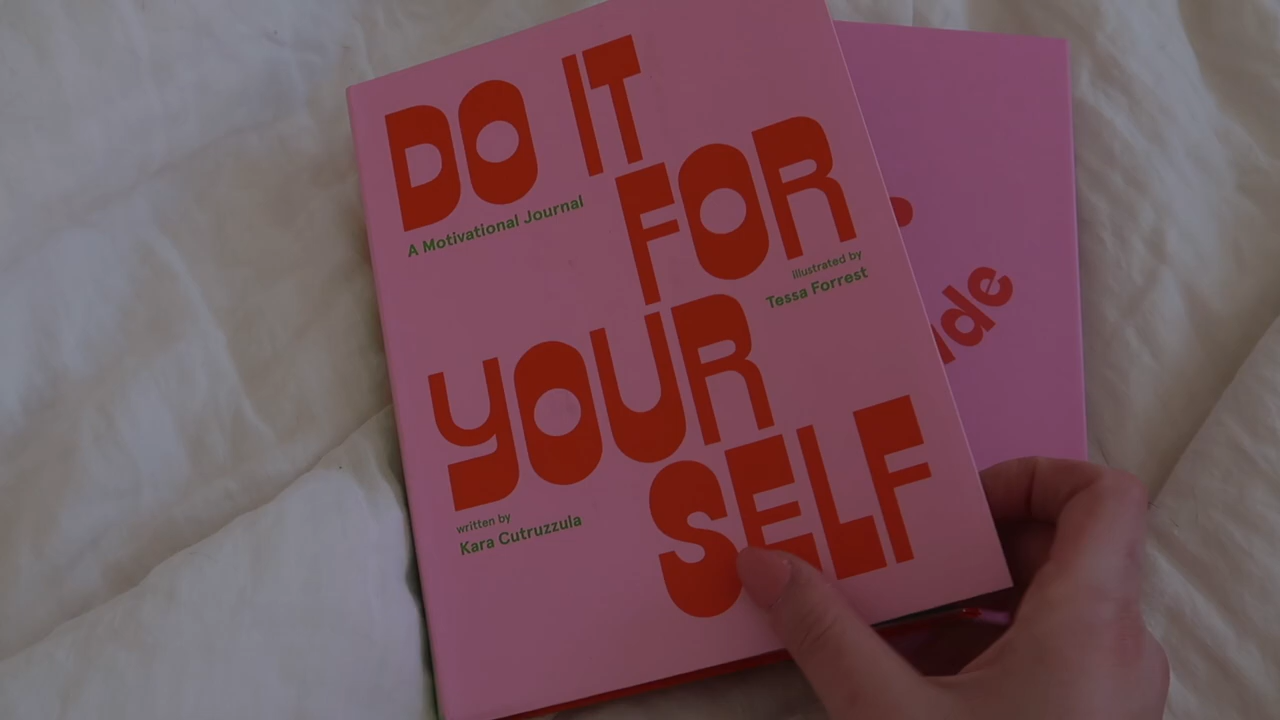 DO IT
A Motivational Journal
FOR
illustrated by
Tessa Forrest
YOUR
written by
Kara Cutruzzula
SELF